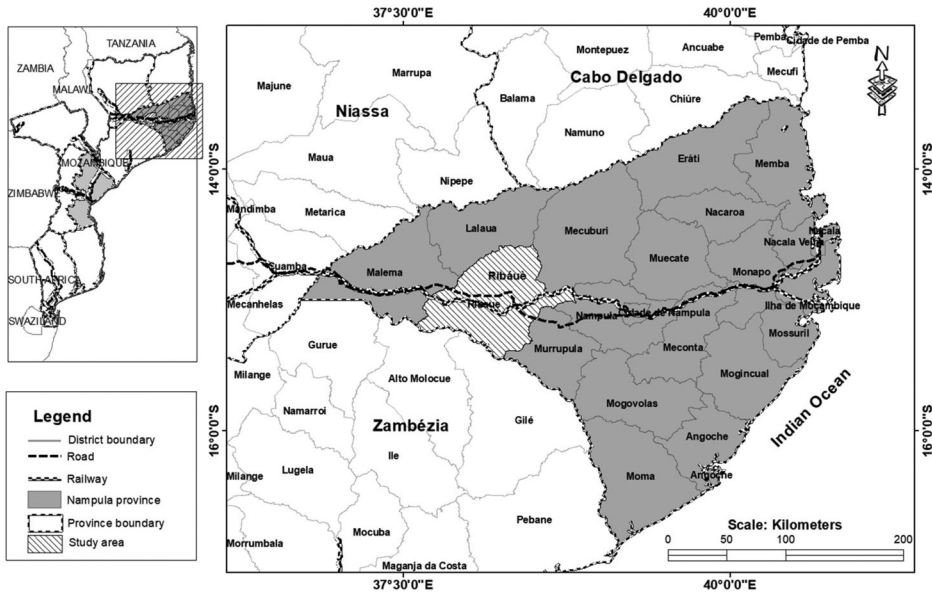 TANZANIA
ZAMBIA
MALAWI
MOZAMBIQUE
ZIMBABWE
SOUTH AFRICA
SWAZILAND
Legend
District boundary
Road
Railway
Nampula province
Province boundary
Study area
37°30'0"E
40°0'0"E
14°0'0"S
16°0'0"S
N
Pemba
Cidade de Pemba
Montepuez
Ancuabe
Mecufi
Cabo Delgado
Marrupa
Majune
Balama
Chiúre
Niassa
Namuno
Maua
Eráti
Memba
Nipepe
Mandimba
Metarica
Nacaroa
Lalaua
Mecuburi
Nacala
Nacala Velha
Muecate
Cuamba
Malema
Ribáuè
Monapo
Mecanhelas
Ribáuè
Ilha de Mocambique
Nampula
Cidade de Nampula
Mossuril
Gurue
Murrupula
Meconta
Milange
Alto Molocue
Mogincual
Namarroi
Mogovolas
Gilé
Zambézia
Indian Ocean
Angoche
Ile
Lugela
Milange
Moma
Angoche
Pebane
Mocuba
Morrumbala
Maganja da Costa
Scale: Kilometers
0 50 100 200
14°0'0"S
16°0'0"S
37°30'0"E
40°0'0"E